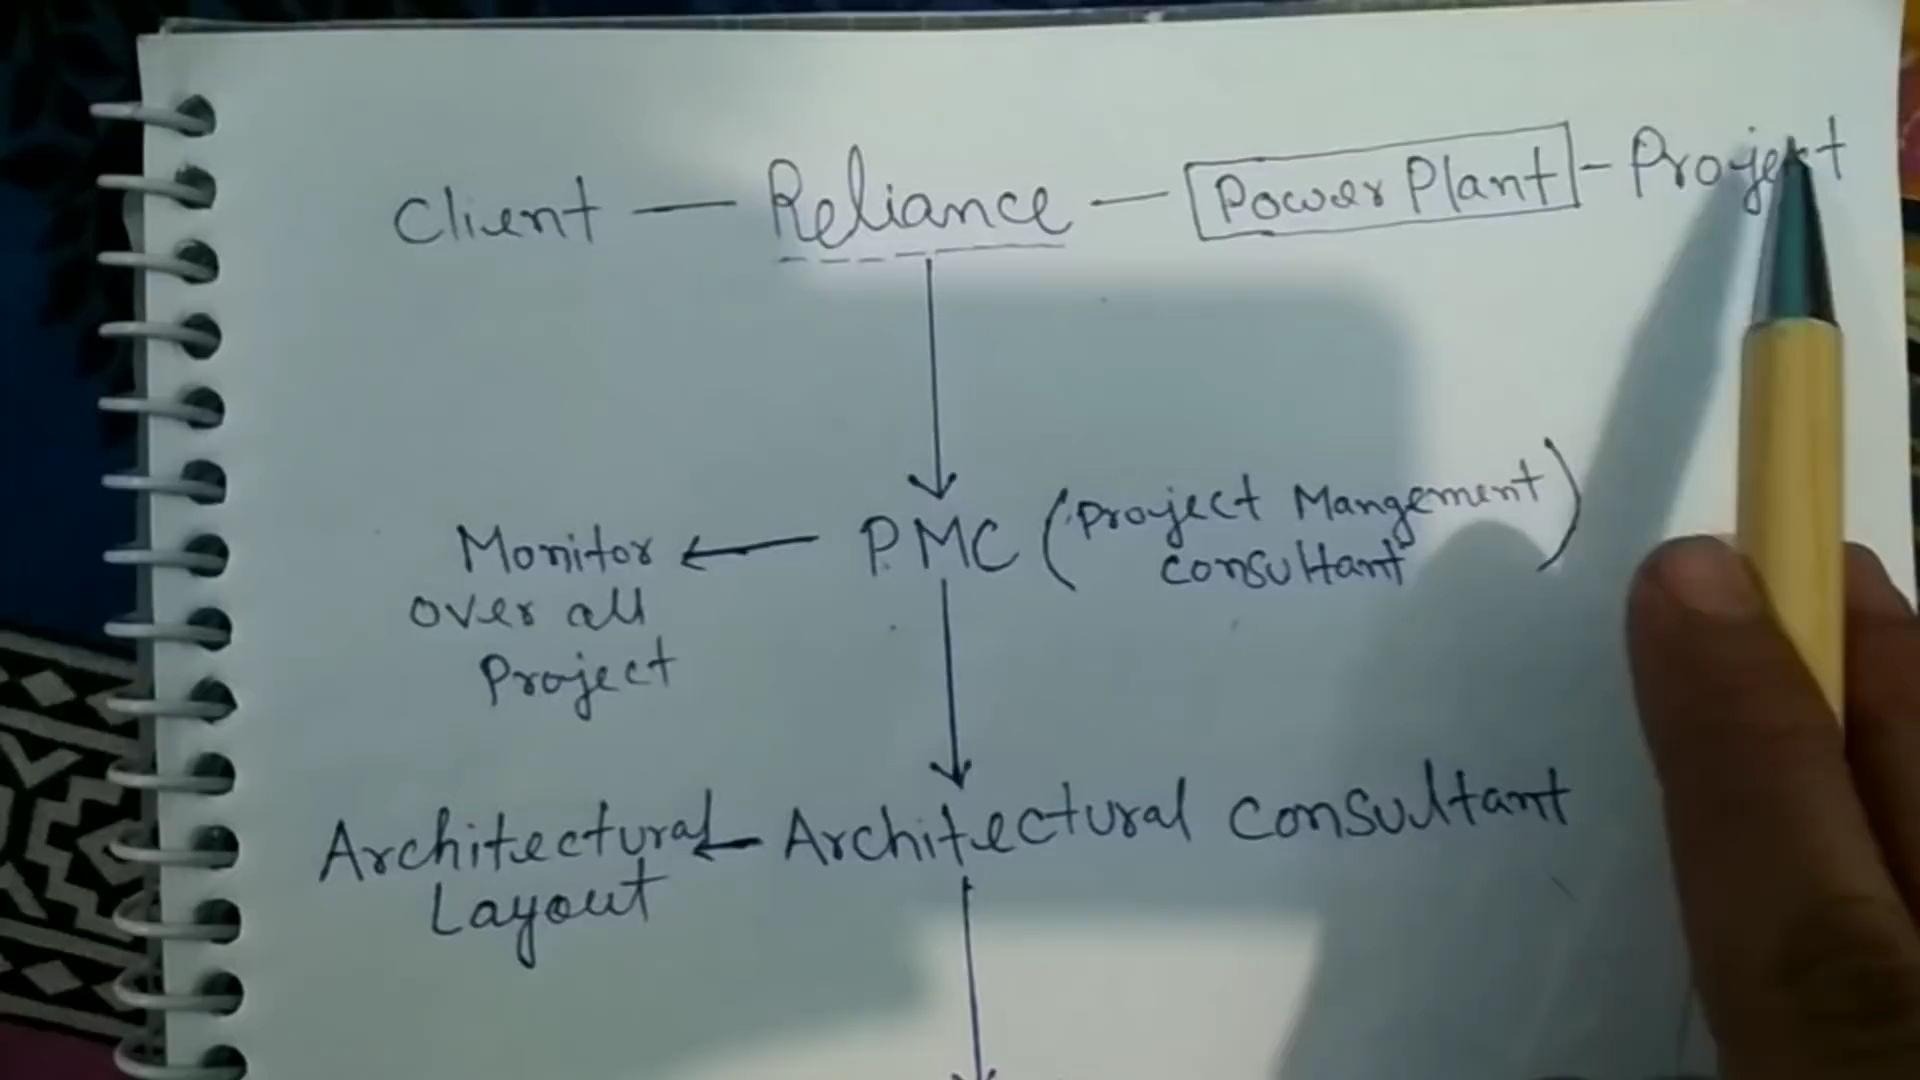 Client — Reliance — Power Plant - Project
PMC (Project Mangement
consultant)
Monitor
over all
Project
Architectural Consultant
Architectural
Layout